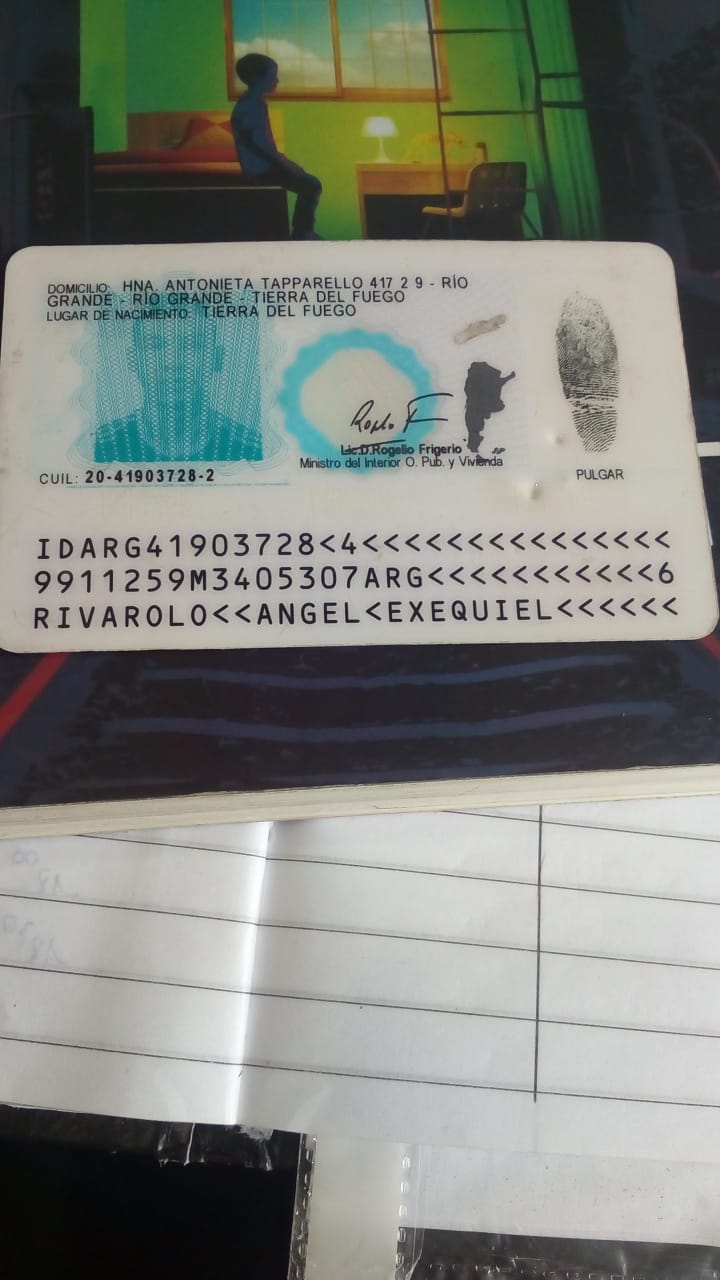 DOMICILIO: HNA. ANTONIETA TAPPARELLO 417 2 9 - RÍO
GRANDE - RÍO GRANDE - TIERRA DEL FUEGO
LUGAR DE NACIMIENTO: TIERRA DEL FUEGO
Lic.D.Rogelio Frigerio
Ministro del Interior O. Pub. y Vivienda
CUIL: 20-41903728-2
PULGAR
IDARG41903728<4<<<<<<<<<<<<<<<
9911259M3405307ARG<<<<<<<<<<<6
RIVAROLO<<ANGEL<EXEQUIEL<<<<<<